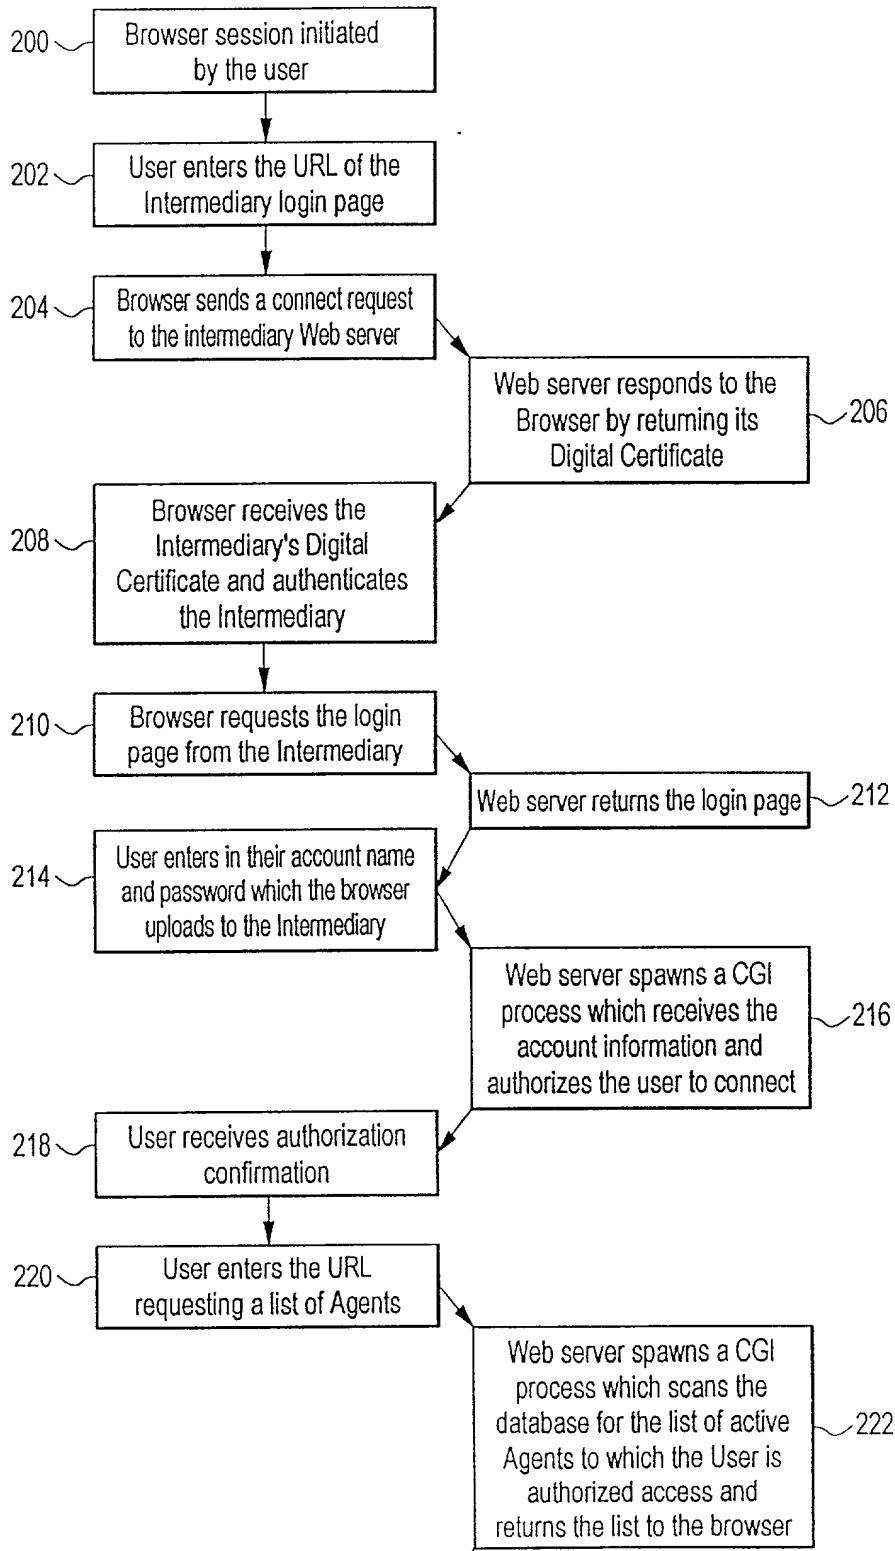 200
Browser session initiated
by the user
202
User enters the URL of the
Intermediary login page
204
Browser sends a connect request
to the intermediary Web server
Web server responds to the
Browser by returning its
Digital Certificate
206
208
Browser receives the
Intermediary's Digital
Certificate and authenticates
the Intermediary
210
Browser requests the login
page from the Intermediary
Web server returns the login page
212
214
User enters in their account name
and password which the browser
uploads to the Intermediary
Web server spawns a CGI
process which receives the
account information and
authorizes the user to connect
216
218
User receives authorization
confirmation
220
User enters the URL
requesting a list of Agents
Web server spawns a CGI
process which scans the
database for the list of active
Agents to which the User is
authorized access and
returns the list to the browser
222